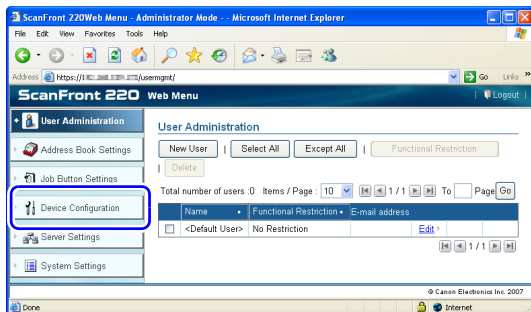 ScanFront 220Web Menu - Administrator Mode - - Microsoft Internet Explorer
File Edit View Favorites Tools Help
Address https:// /usermgmt/ Go Links »
ScanFront 220 Web Menu | Logout |
User Administration
Address Book Settings
Job Button Settings
Device Configuration
Server Settings
System Settings
User Administration
New User | Select All Except All | Functional Restriction
| Delete
Total number of users :0 Items / Page : 10 1 / 1 To Page Go
Name Functional Restriction E-mail address
<Default User> No Restriction Edit
1 / 1
© Canon Electronics Inc. 2007
Done Internet